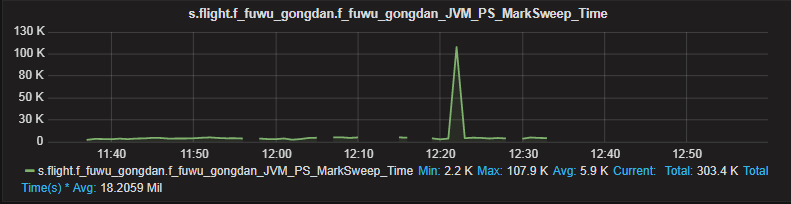 s.flight.f_fuwu_gongdan.f_fuwu_gongdan_JVM_PS_MarkSweep_Time
130 K
100 K
80 K
50 K
30 K
0
11:40 11:50 12:00 12:10 12:20 12:30 12:40 12:50
s.flight.f_fuwu_gongdan.f_fuwu_gongdan_JVM_PS_MarkSweep_Time Min: 2.2 K Max: 107.9 K Avg: 5.9 K Current: Total: 303.4 K Total
Time(s) * Avg: 18.2059 Mil